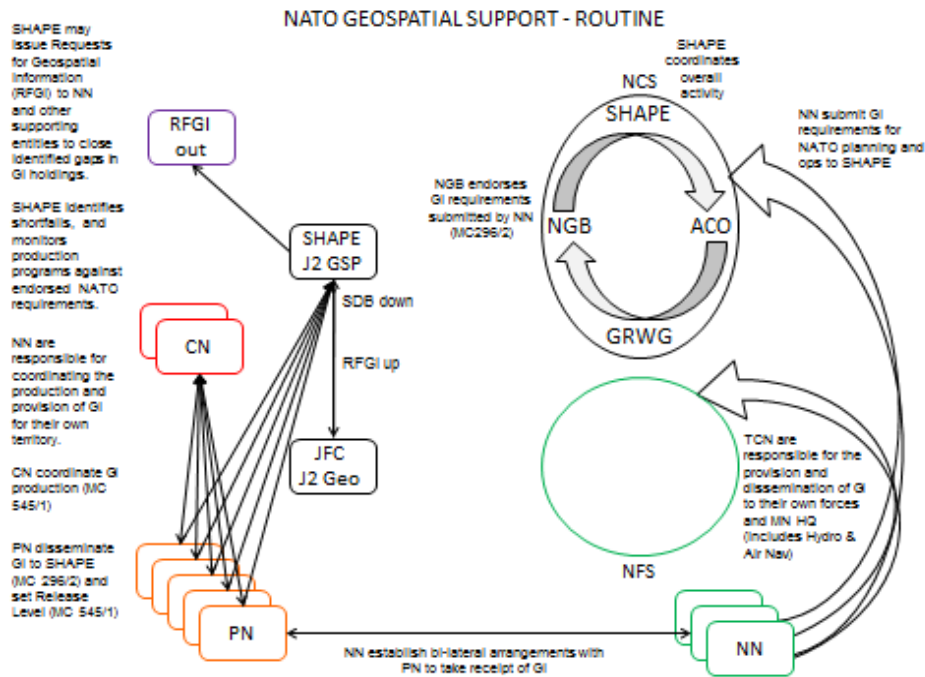 NATO GEOSPATIAL SUPPORT - ROUTINE
SHAPE may
Issue Requests
for Geospatial
Information
(RFGI) to NN
and other
supporting
entities to close
identified gaps in
GI holdings.
SHAPE identifies
shortfalls, and
monitors
production
programs against
endorsed NATO
requirements.
NN are
responsible for
coordinating the
production and
provision of GI
for their own
territory.
CN coordinate GI
production (MC
545/1)
PN disseminate
GI to SHAPE
(MC 296/2) and
set Release
Level (MC 545/1)
RFGI
out
SHAPE
J2 GSP
SDB down
RFGI up
CN
JFC
J2 Geo
PN
SHAPE
coordinates
overall
activity
NCS
SHAPE
NGB endorses
GI requirements
submitted by NN
(MC296/2)
NGB
ACO
GRWG
NN submit GI
requirements for
NATO planning and
ops to SHAPE
TCN are
responsible for the
provision and
dissemination of GI
to their own forces
and MN HQ
(Includes Hydro &
Air Nav)
NFS
NN
NN establish bi-lateral arrangements with
PN to take receipt of GI